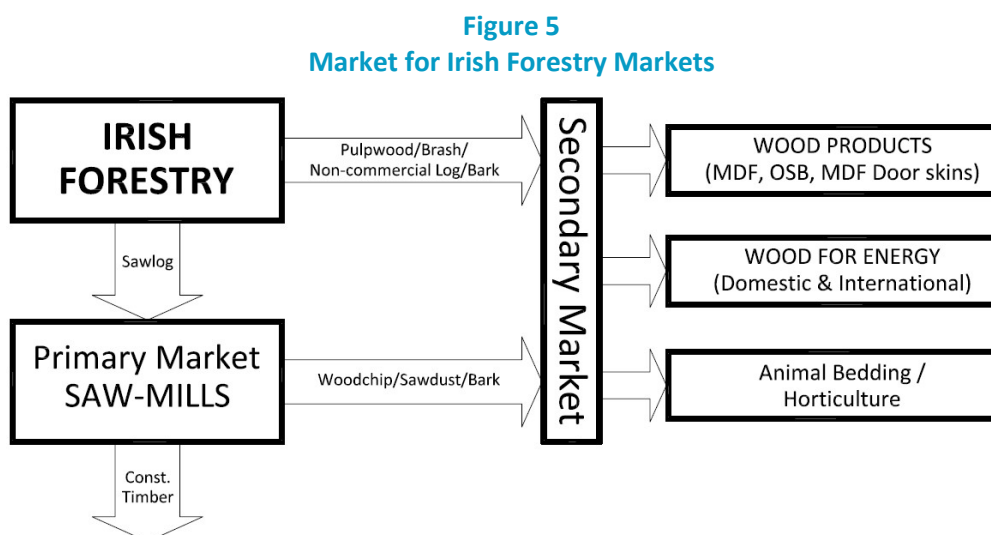 Figure 5
Market for Irish Forestry Markets
IRISH
FORESTRY
Pulpwood/Brash/
Non-commercial Log/Bark
Secondary Market
WOOD PRODUCTS
(MDF, OSB, MDF Door skins)
WOOD FOR ENERGY
(Domestic & International)
Sawlog
Primary Market
SAW-MILLS
Woodchip/Sawdust/Bark
Animal Bedding /
Horticulture
Const.
Timber